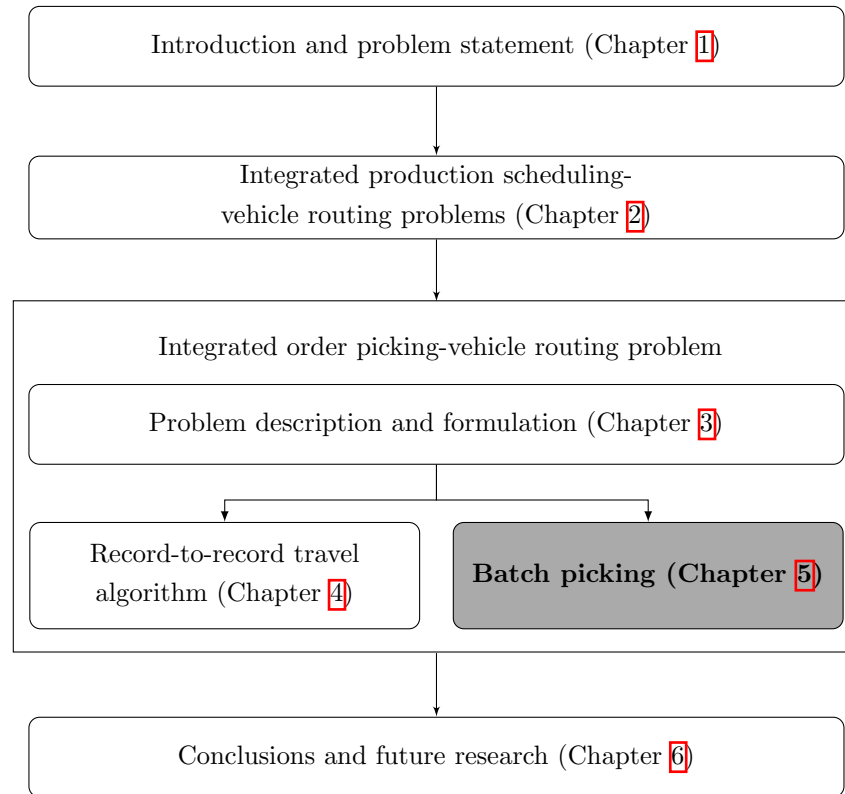 Introduction and problem statement (Chapter 1)
Integrated production scheduling-
vehicle routing problems (Chapter 2)
Integrated order picking-vehicle routing problem
Problem description and formulation (Chapter 3)
Record-to-record travel
algorithm (Chapter 4)
Batch picking (Chapter 5)
Conclusions and future research (Chapter 6)